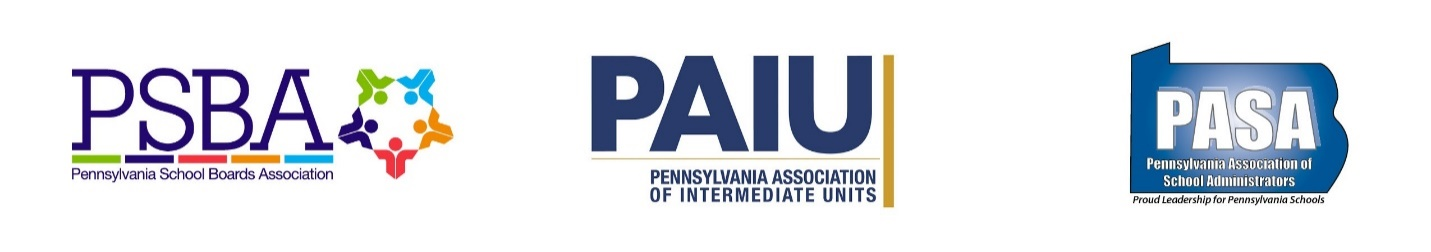 PSBA
Pennsylvania School Boards Association
PAIU
PENNSYLVANIA ASSOCIATION
OF INTERMEDIATE UNITS
PASA
Pennsylvania Association of
School Administrators
Proud Leadership for Pennsylvania Schools